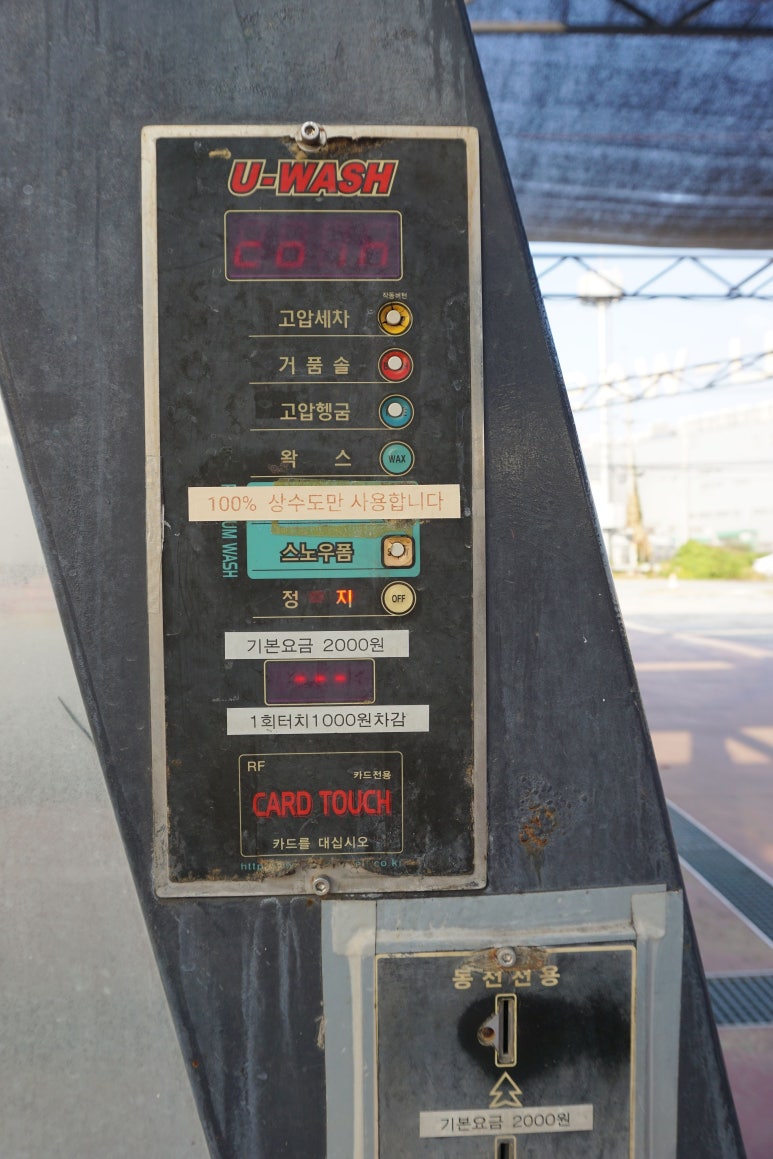 U-WASH
coin
작동버턴
고압세차
거 품 솔
고압헹굼
왁 스
WAX
100% 상수도만 사용합니다
UM WASH
스노우폼
정 지
OFF
기본요금 2000원
1회터치1000원차감
RF
카드전용
CARD TOUCH
카드를 대십시오
동전전용
기본요금 2000원